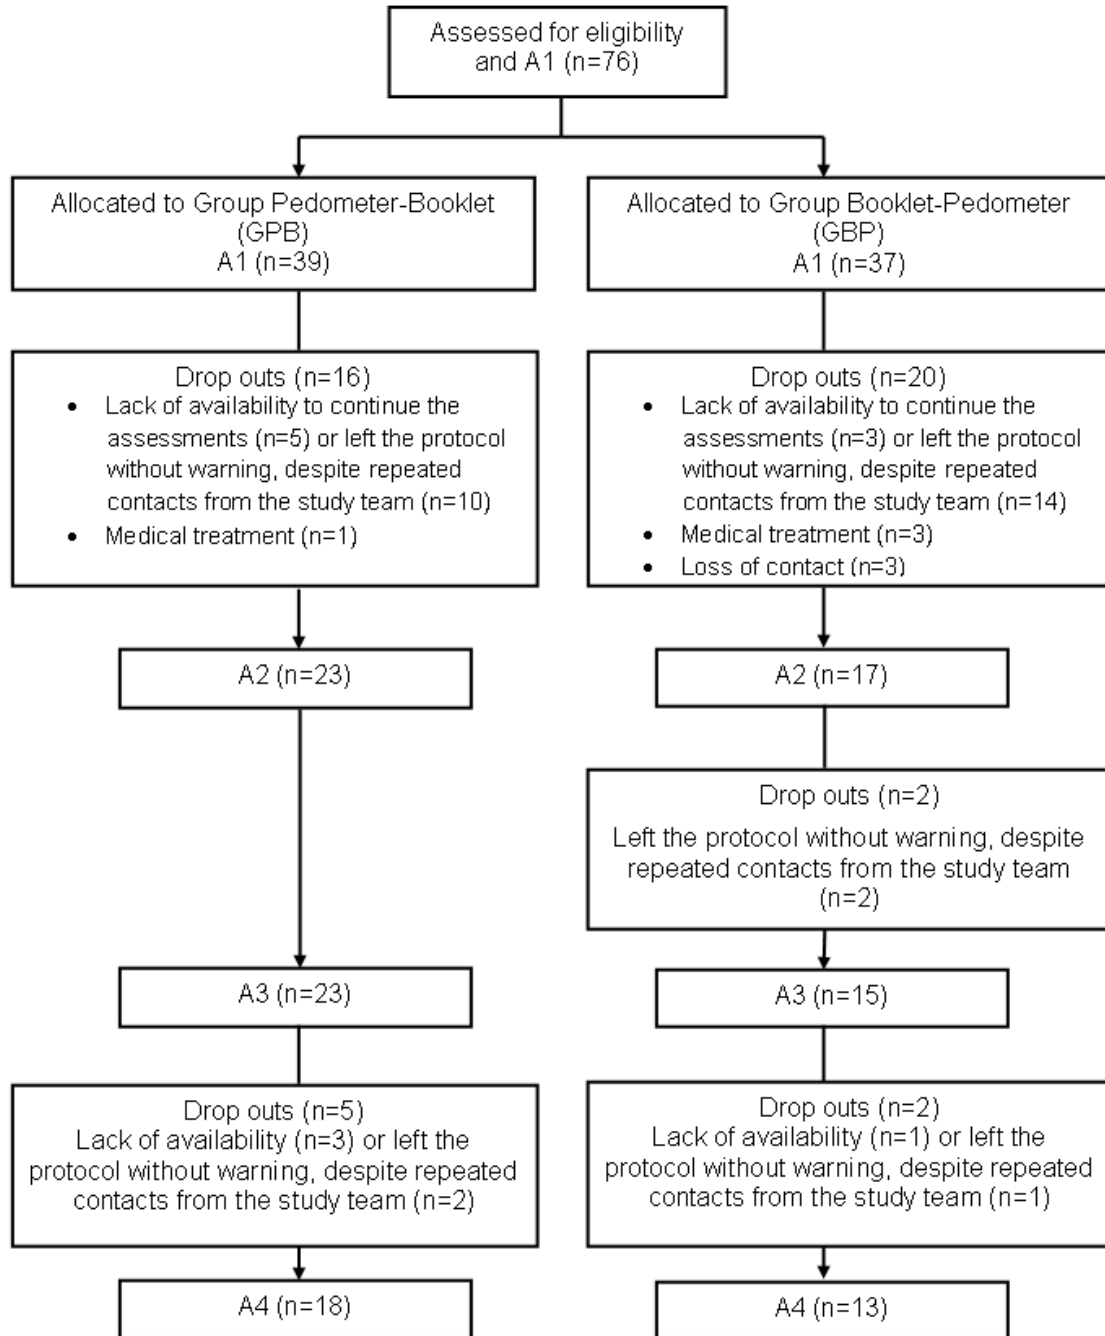 Assessed for eligibility
and A1 (n=76)
Allocated to Group Pedometer-Booklet
(GPB)
A1 (n=39)
Allocated to Group Booklet-Pedometer
(GBP)
A1 (n=37)
Drop outs (n=16)
• Lack of availability to continue the
assessments (n=5) or left the protocol
without warning, despite repeated
contacts from the study team (n=10)
• Medical treatment (n=1)
Drop outs (n=20)
• Lack of availability to continue the
assessments (n=3) or left the protocol
without warning, despite repeated
contacts from the study team (n=14)
• Medical treatment (n=3)
• Loss of contact (n=3)
A2 (n=23)
A2 (n=17)
Drop outs (n=2)
Left the protocol without warning, despite
repeated contacts from the study team
(n=2)
A3 (n=23)
A3 (n=15)
Drop outs (n=5)
Lack of availability (n=3) or left the
protocol without warning, despite repeated
contacts from the study team (n=2)
Drop outs (n=2)
Lack of availability (n=1) or left the
protocol without warning, despite repeated
contacts from the study team (n=1)
A4 (n=18)
A4 (n=13)